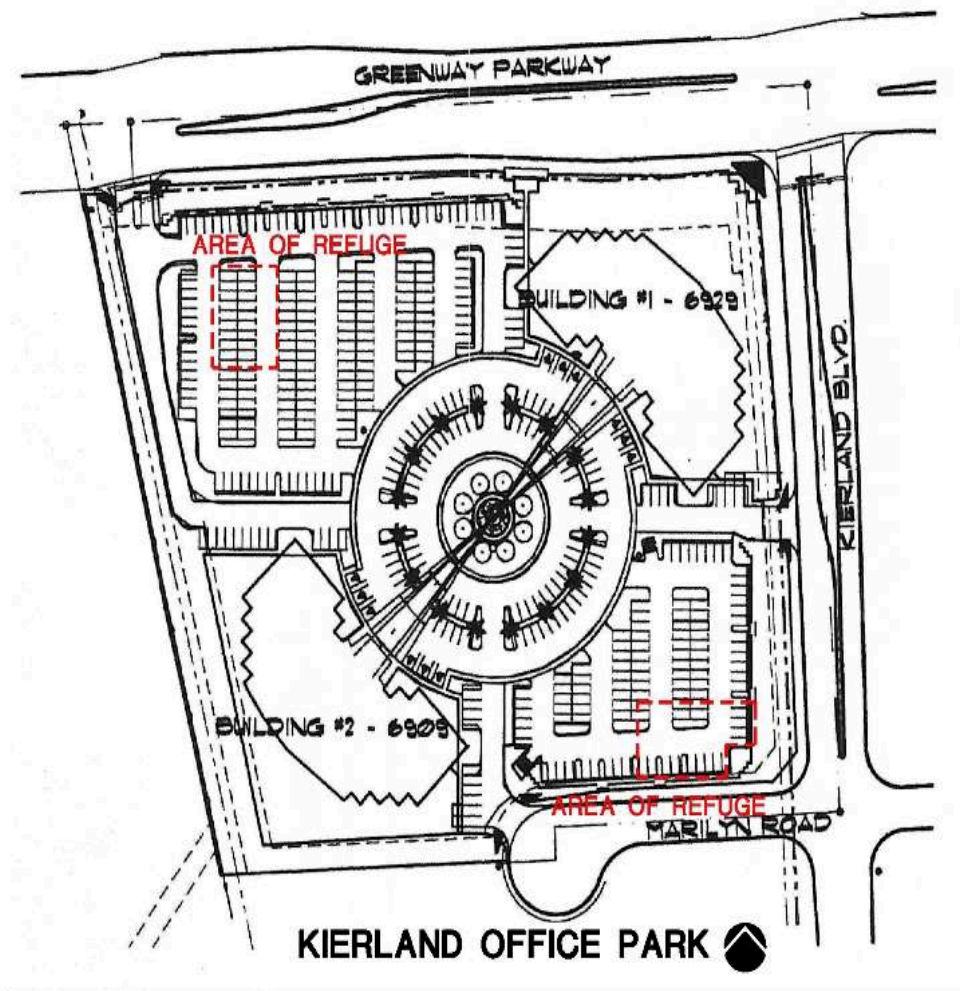 GREENWAY PARKWAY
AREA OF REFUGE
BUILDING #1 - 6929
KIERLAND BLVD.
BUILDING #2 - 6909
AREA OF REFUGE
MARILYN ROAD
KIERLAND OFFICE PARK